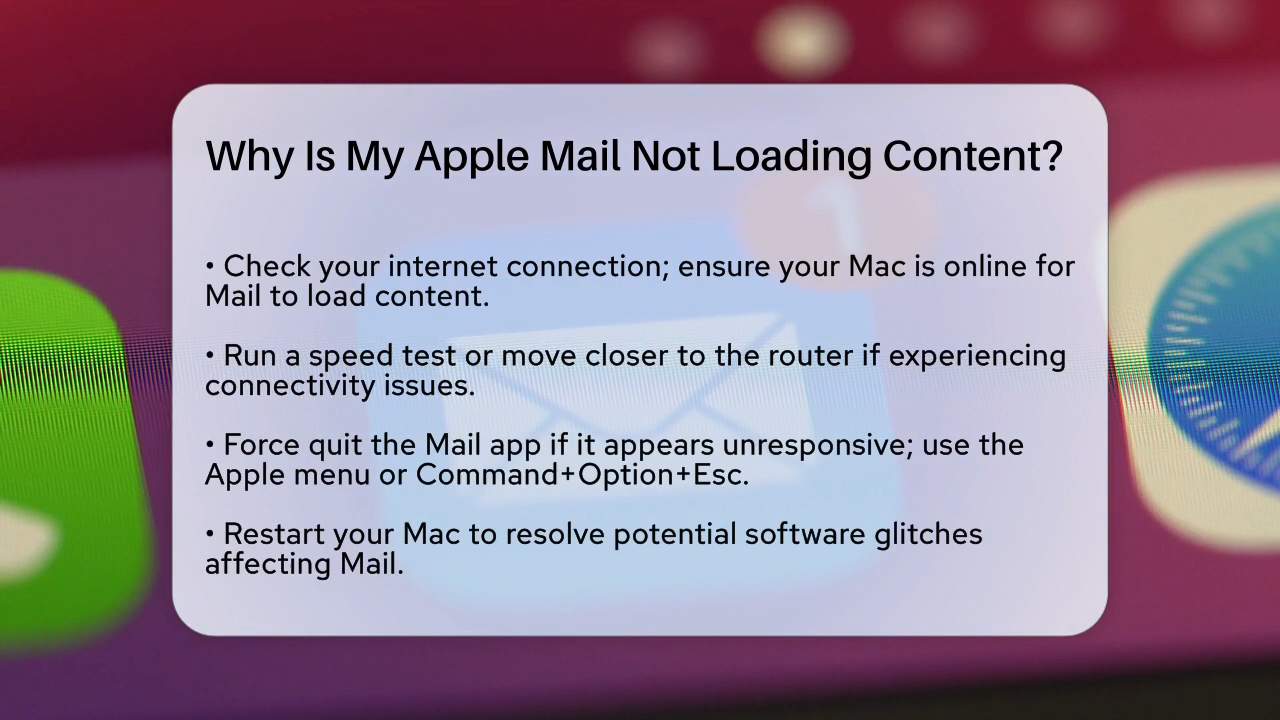 Why Is My Apple Mail Not Loading Content?
• Check your internet connection; ensure your Mac is online for
Mail to load content.
• Run a speed test or move closer to the router if experiencing
connectivity issues.
• Force quit the Mail app if it appears unresponsive; use the
Apple menu or Command+Option+Esc.
• Restart your Mac to resolve potential software glitches
affecting Mail.
1